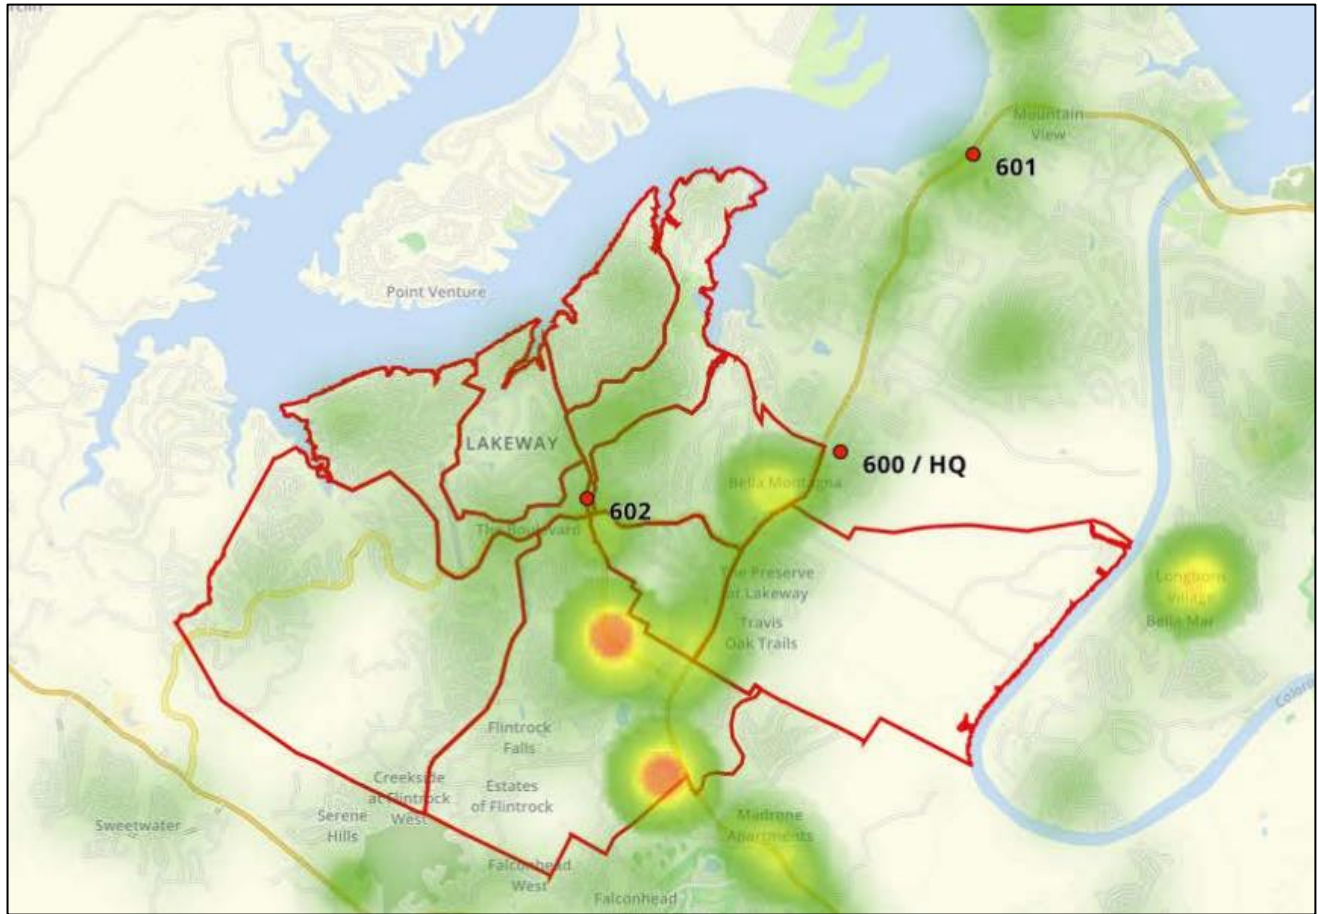 Mountain
View
601
Point Venture
LAKEWAY
600 / HQ
Bella Montagna
602
The Boulevard
The Preserve
at Lakeway
Longhorn
Village
Bella Mar
Travis
Oak Trails
Flintrock
Falls
Creekside
at Flintrock
West
Estates
of Flintrock
Serene
Hills
Sweetwater
Madrone
Apartments
Falconhead
West
Falconhead